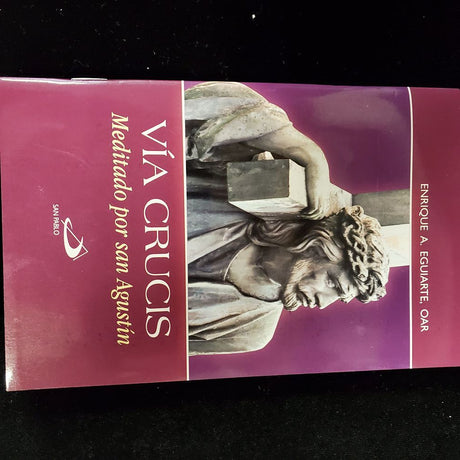 ENRIQUE A. EGUIARTE, OAR
VÍA CRUCIS
Meditado por san Agustín
SAN PABLO